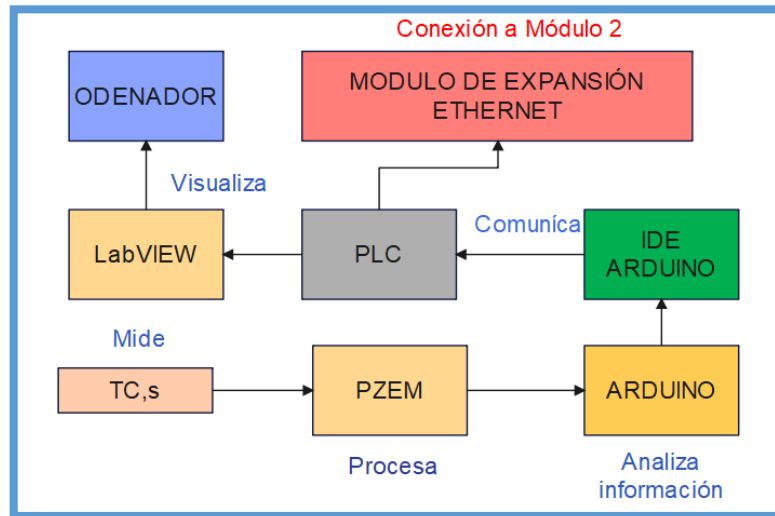 Conexión a Módulo 2
ODENADOR
MODULO DE EXPANSIÓN
ETHERNET
Visualiza
LabVIEW
PLC
Comuníca
IDE
ARDUINO
Mide
TC,s
PZEM
ARDUINO
Procesa
Analiza
información